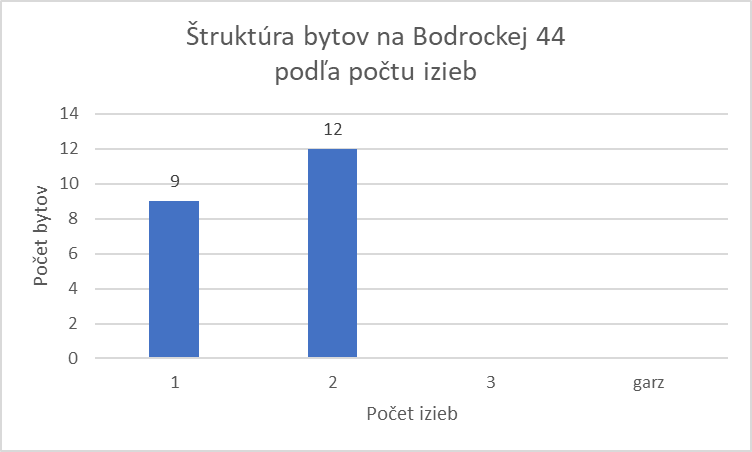 Štruktúra bytov na Bodrockej 44
podľa počtu izieb
Počet bytov
14
12
10
8
6
4
2
0
9
12
1
2
3
garz
Počet izieb